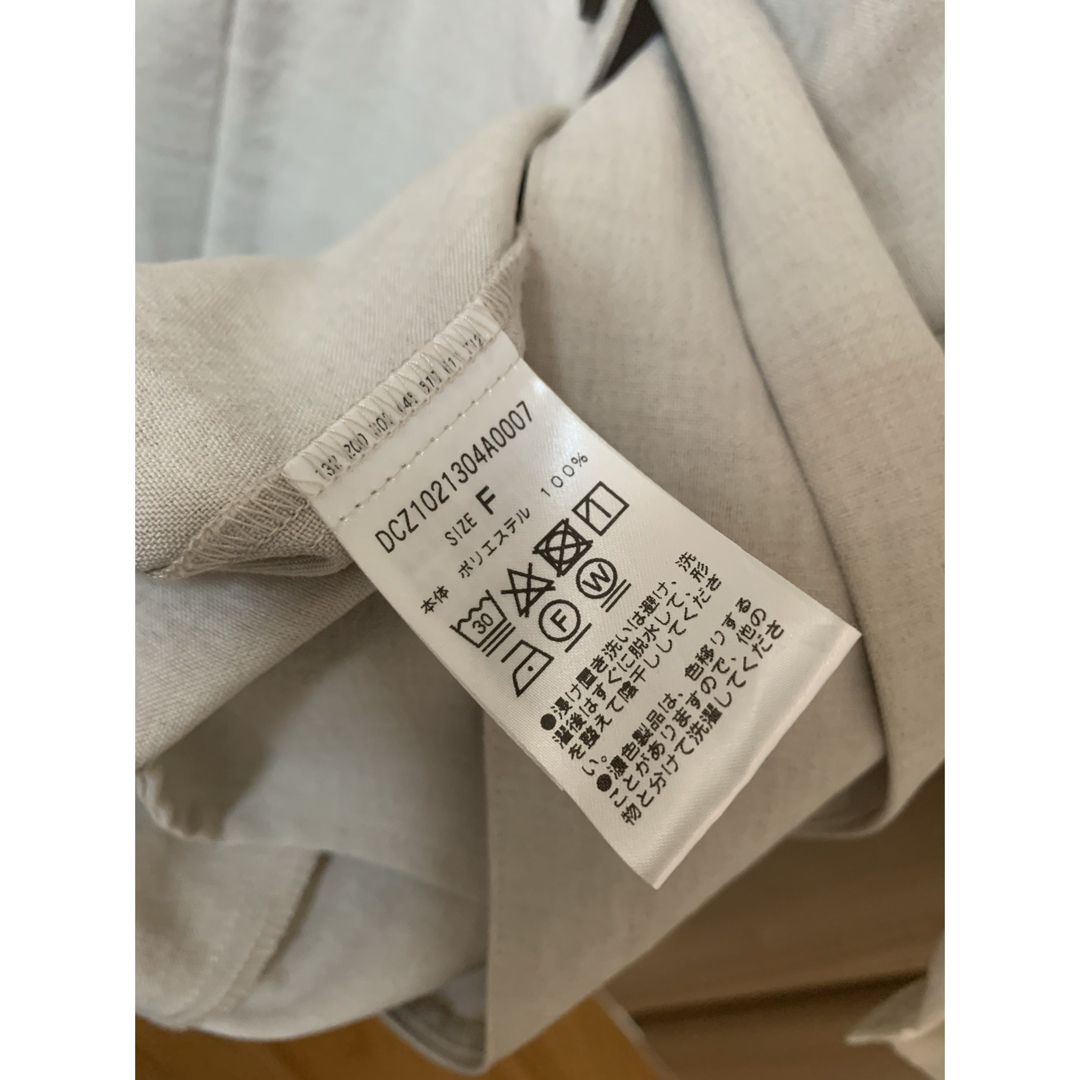 DCZ1021304A0007
SIZE F
本体 ポリエステル 100%
30
F W
●浸け置き洗いは避け、洗
濯後はすぐに脱水して、形
を整えて陰干ししてくださ
い。
●濃色製品は、色移りする
ことがありますので、他の
物と分けて洗濯してくださ